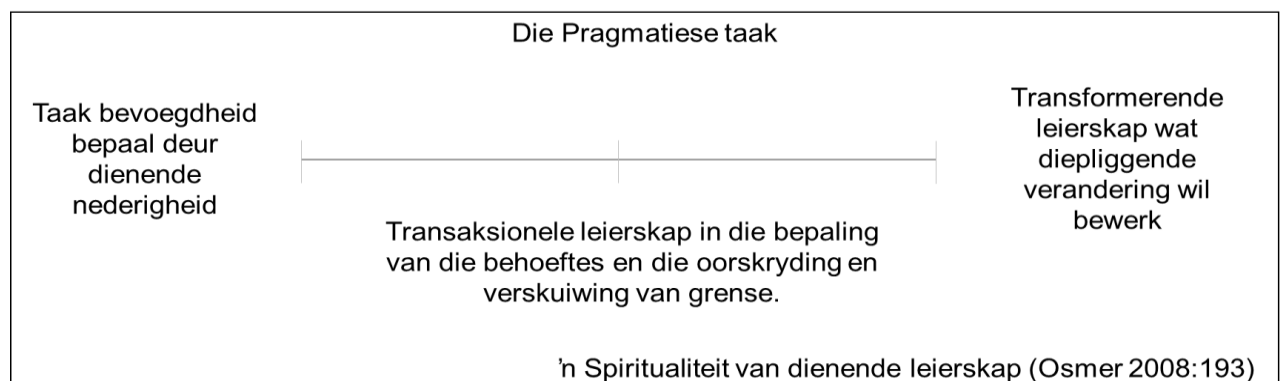 Die Pragmatiese taak
Taak bevoegdheid
bepaal deur
dienende
nederigheid
Transaksionele leierskap in die bepaling
van die behoeftes en die oorskryding en
verskuiwing van grense.
Transformerende
leierskap wat
diepliggende
verandering wil
bewerk
’n Spiritualiteit van dienende leierskap (Osmer 2008:193)